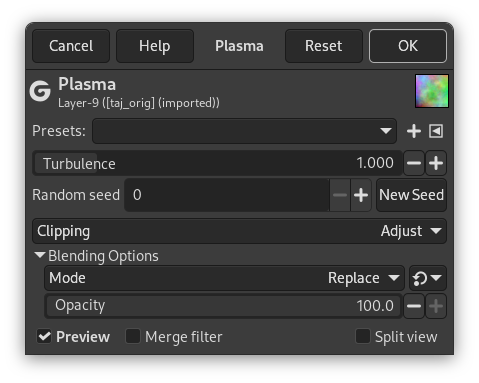 Cancel Help Plasma Reset OK
Plasma
Layer-9 ([taj_orig] (imported))
Presets:
Turbulence 1.000
Random seed 0 New Seed
Clipping Adjust
Blending Options
Mode Replace
Opacity 100.0
Preview Merge filter Split view